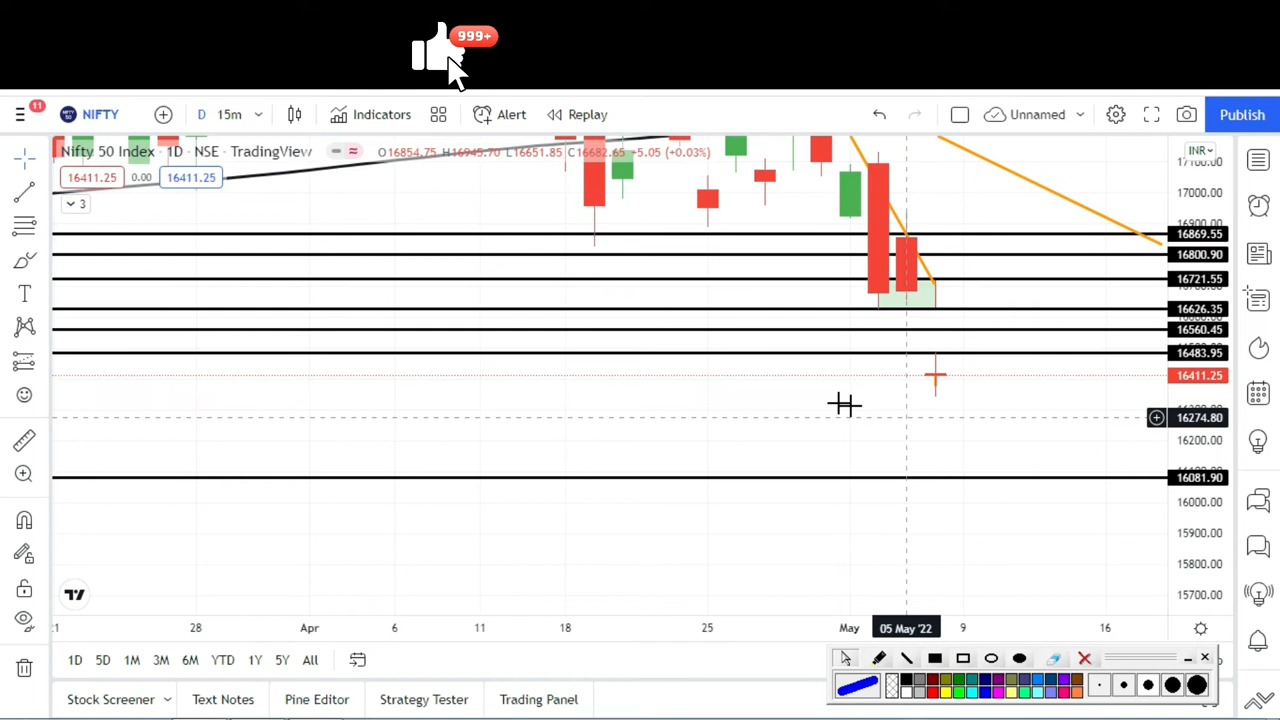 999+
11
NIFTY D 15m Indicators Alert Replay Unnamed Publish
Nifty 50 Index · 1D · NSE · TradingView O16854.75 H16945.70 L16651.85 C16682.65 -5.05 (+0.03%)
INR
16411.25 0.00 16411.25
3
17100.00
17000.00
16900.00
16869.55
16800.90
16721.55
16626.35
16560.45
16483.95
16411.25
16274.80
16200.00
16081.90
16000.00
15900.00
15800.00
15700.00
28 Apr 6 11 18 25 May 05 May '22 9 16
1D 5D 1M 3M 6M YTD 1Y 5Y All
Stock Screener Text Notes Pine Editor Strategy Tester Trading Panel